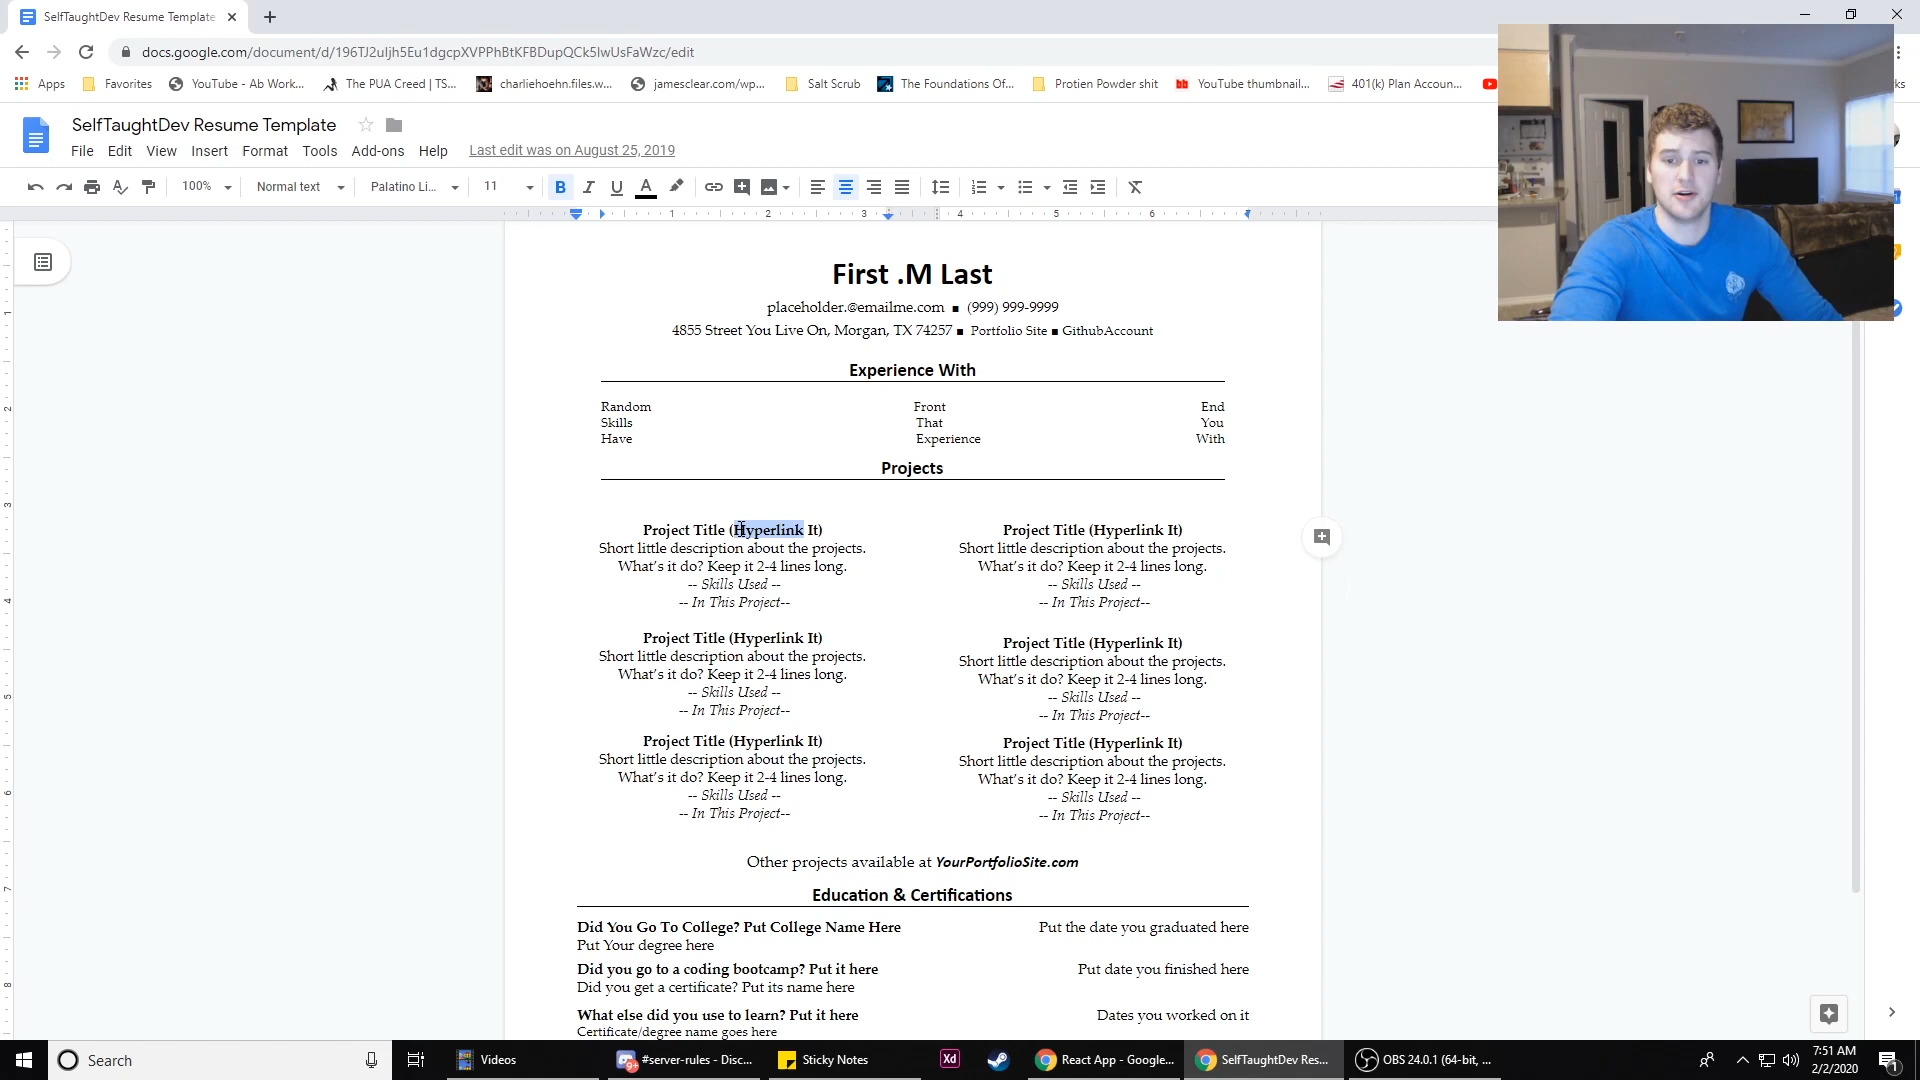 SelfTaughtDev Resume Template
docs.google.com/document/d/196TJ2uljh5Eu1dgcpXVPPhBtKFBDupQCk5lwUsFaWzc/edit
Apps
Favorites
YouTube - Ab Work...
The PUA Creed | TS...
charliehoehn.files.w...
jamesclear.com/wp...
Salt Scrub
The Foundations Of...
Protien Powder shit
YouTube thumbnail...
401(k) Plan Accoun...
SelfTaughtDev Resume Template
File Edit View Insert Format Tools Add-ons Help Last edit was on August 25, 2019
100% Normal text Palatino Li... 11 B I U A
1 2 3 4 5 6 7
First .M Last
placeholder.@emailme.com ■ (999) 999-9999
4855 Street You Live On, Morgan, TX 74257 ■ Portfolio Site ■ GithubAccount
Experience With
Random Front End
Skills That You
Have Experience With
Projects
Project Title (Hyperlink It)
Short little description about the projects.
What's it do? Keep it 2-4 lines long.
-- Skills Used --
-- In This Project--
Project Title (Hyperlink It)
Short little description about the projects.
What's it do? Keep it 2-4 lines long.
-- Skills Used --
-- In This Project--
Project Title (Hyperlink It)
Short little description about the projects.
What's it do? Keep it 2-4 lines long.
-- Skills Used --
-- In This Project--
Project Title (Hyperlink It)
Short little description about the projects.
What's it do? Keep it 2-4 lines long.
-- Skills Used --
-- In This Project--
Project Title (Hyperlink It)
Short little description about the projects.
What's it do? Keep it 2-4 lines long.
-- Skills Used --
-- In This Project--
Project Title (Hyperlink It)
Short little description about the projects.
What's it do? Keep it 2-4 lines long.
-- Skills Used --
-- In This Project--
Other projects available at YourPortfolioSite.com
Education & Certifications
Did You Go To College? Put College Name Here Put the date you graduated here
Put Your degree here
Did you go to a coding bootcamp? Put it here Put date you finished here
Did you get a certificate? Put its name here
What else did you use to learn? Put it here Dates you worked on it
Certificate/degree name goes here
1
2
3
4
5
6
7
8
Search
Videos
#server-rules - Disc...
Sticky Notes
Xd
React App - Google...
SelfTaughtDev Res...
OBS 24.0.1 (64-bit, ...
7:51 AM
2/2/2020
1